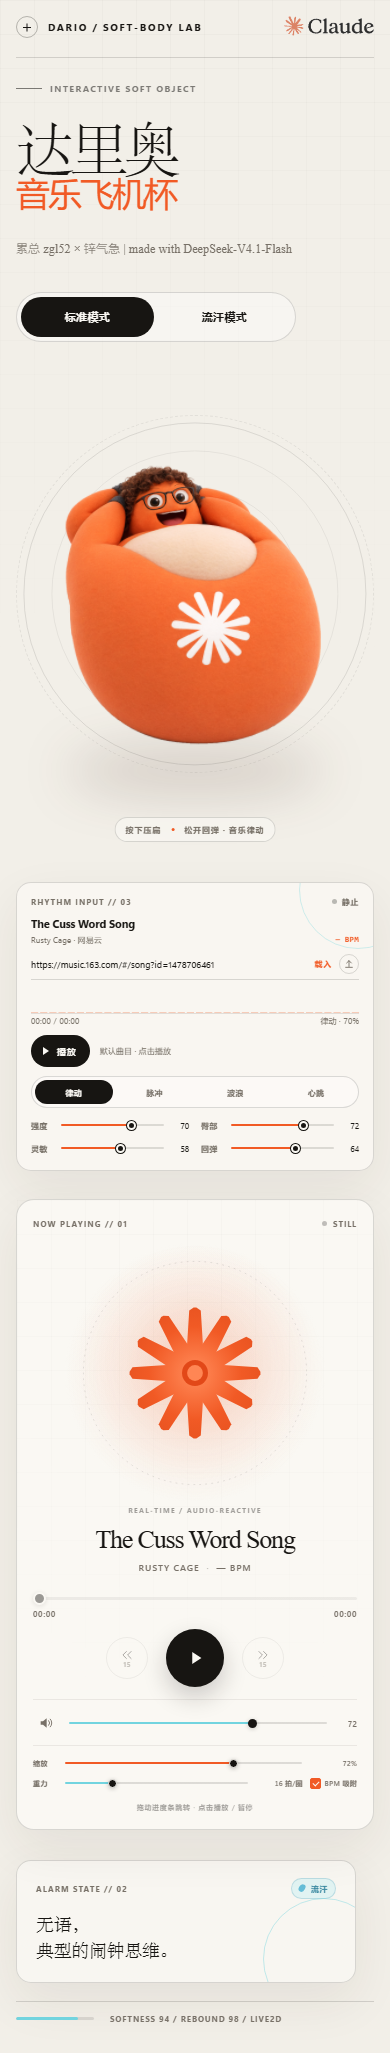 DARIO / SOFT-BODY LAB
Claude
INTERACTIVE SOFT OBJECT
达里奥
音乐飞机杯
累总 zgl52 × 锌气急 | made with DeepSeek-V4.1-Flash
标准模式
流汗模式
按下压扁 • 松开回弹 · 音乐律动
RHYTHM INPUT // 03
静止
The Cuss Word Song
Rusty Cage · 网易云
— BPM
https://music.163.com/#/song?id=1478706461
载入
00:00 / 00:00
律动 · 70%
播放
默认曲目 · 点击播放
律动
脉冲
波浪
心跳
强度 70
臀部 72
灵敏 58
回弹 64
NOW PLAYING // 01
STILL
REAL-TIME / AUDIO-REACTIVE
The Cuss Word Song
RUSTY CAGE · — BPM
00:00
00:00
15
15
72
缩放 72%
重力 16 拍/圈 BPM 吸附
拖动进度条跳转 · 点击播放 / 暂停
ALARM STATE // 02
流汗
无语，
典型的闹钟思维。
SOFTNESS 94 / REBOUND 98 / LIVE2D